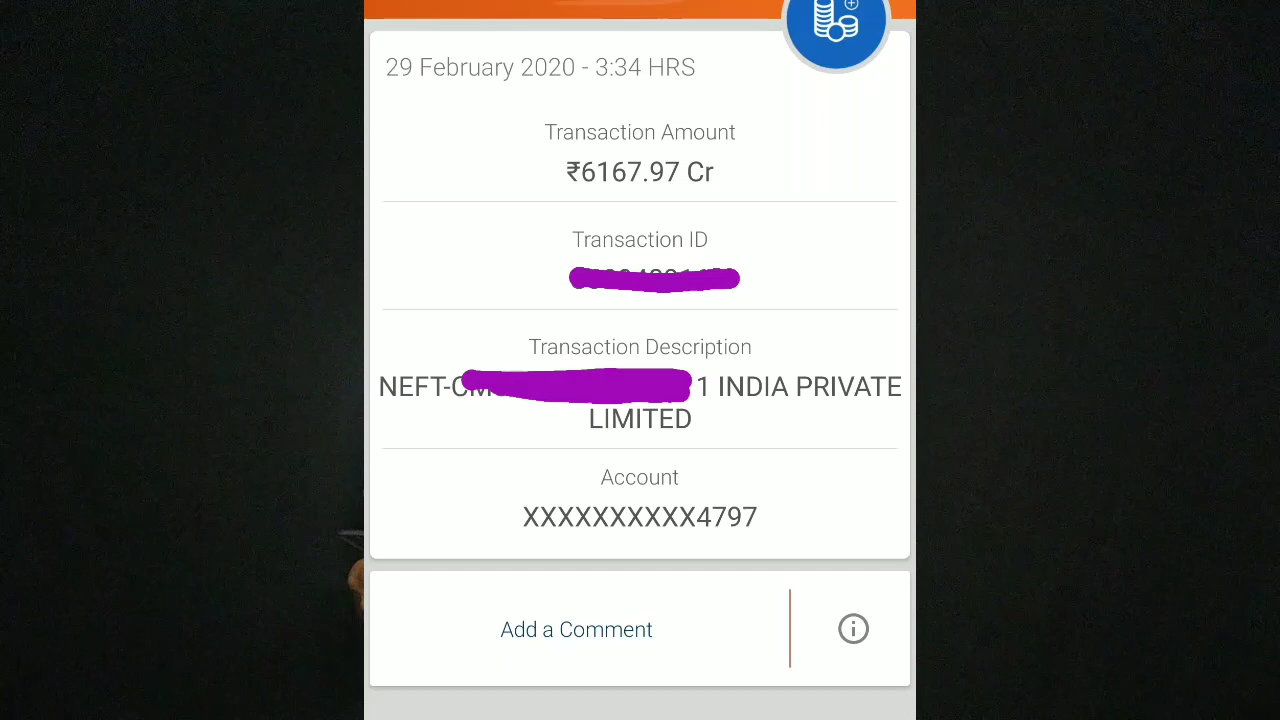 29 February 2020 - 3:34 HRS
Transaction Amount
₹6167.97 Cr
Transaction ID
Transaction Description
1 INDIA PRIVATE
LIMITED
Account
XXXXXXXXXX4797
Add a Comment